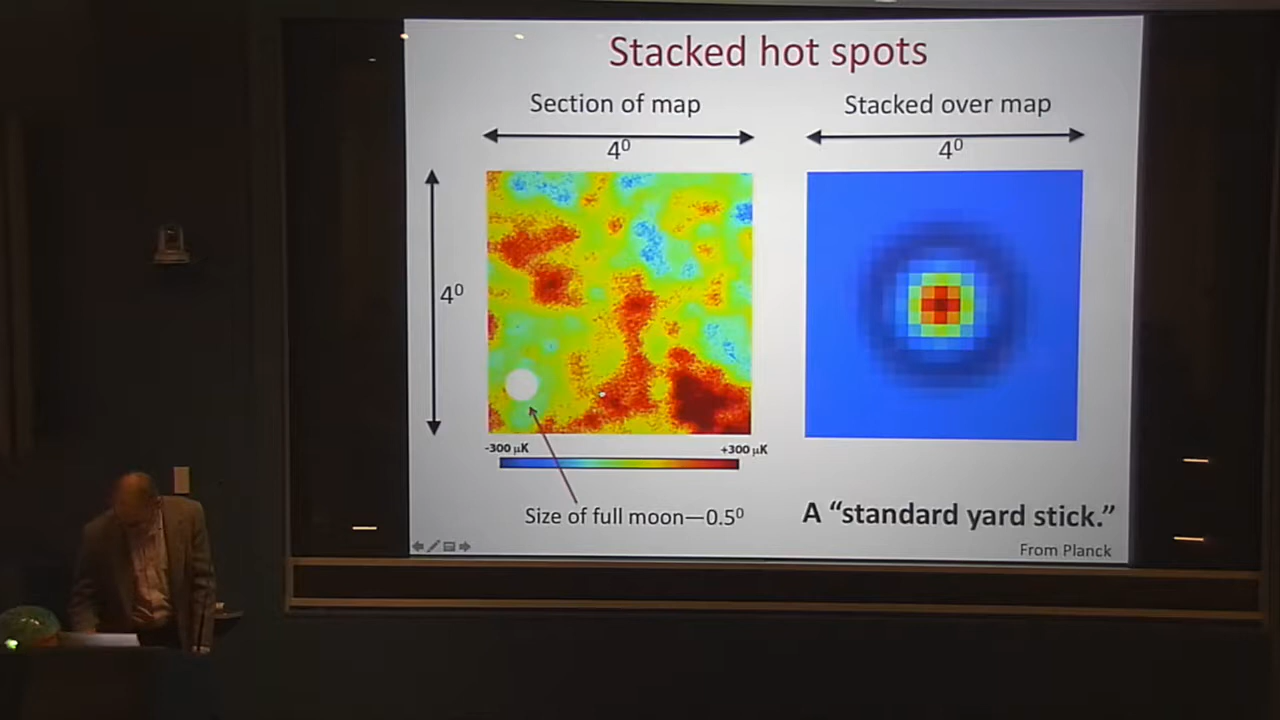 Stacked hot spots
Section of map
Stacked over map
4⁰
4⁰
4⁰
-300 µK
+300 µK
Size of full moon—0.5⁰
A “standard yard stick.”
From Planck